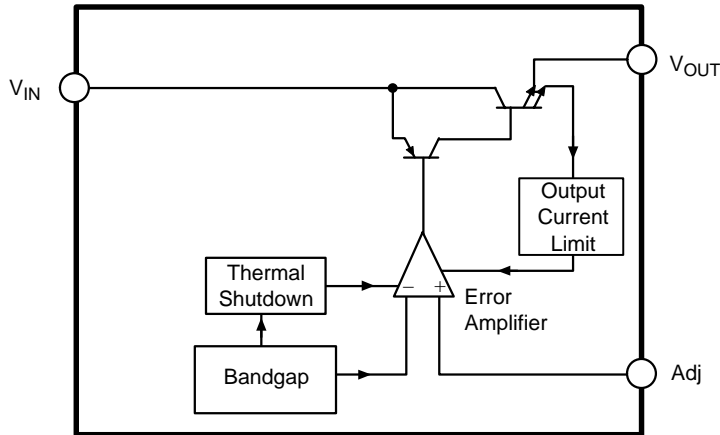 V_IN
V_OUT
Output
Current
Limit
Thermal
Shutdown
− +
Error
Amplifier
Bandgap
Adj